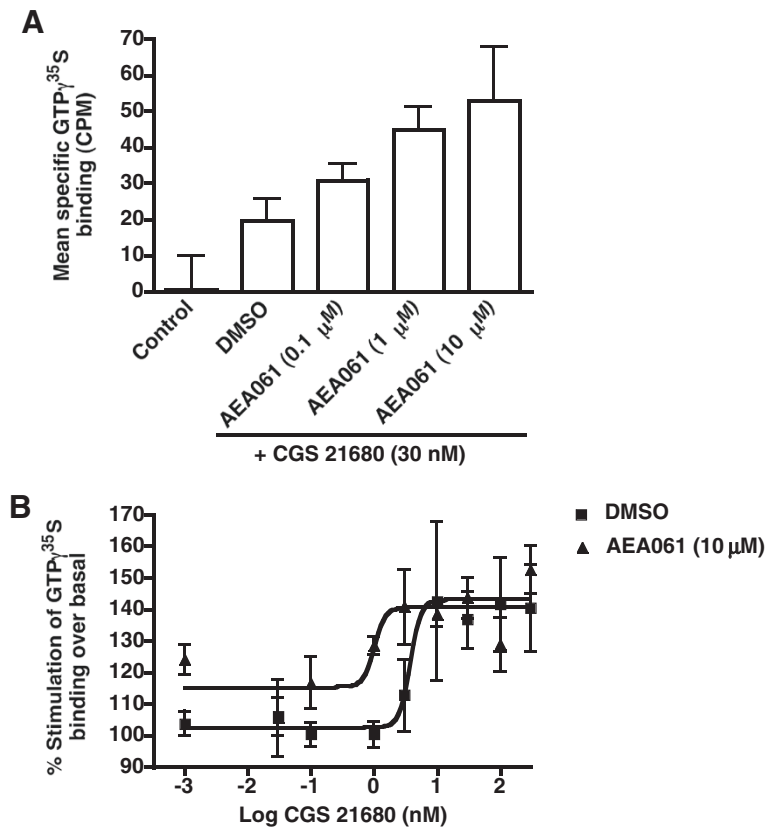 A
Mean specific GTPγ³⁵S
binding (CPM)
70
60
50
40
30
20
10
0
Control
DMSO
AEA061 (0.1 μM)
AEA061 (1 μM)
AEA061 (10 μM)
+ CGS 21680 (30 nM)
B
% Stimulation of GTPγ³⁵S
binding over basal
170
160
150
140
130
120
110
100
90
-3
-2
-1
0
1
2
Log CGS 21680 (nM)
DMSO
AEA061 (10 μM)